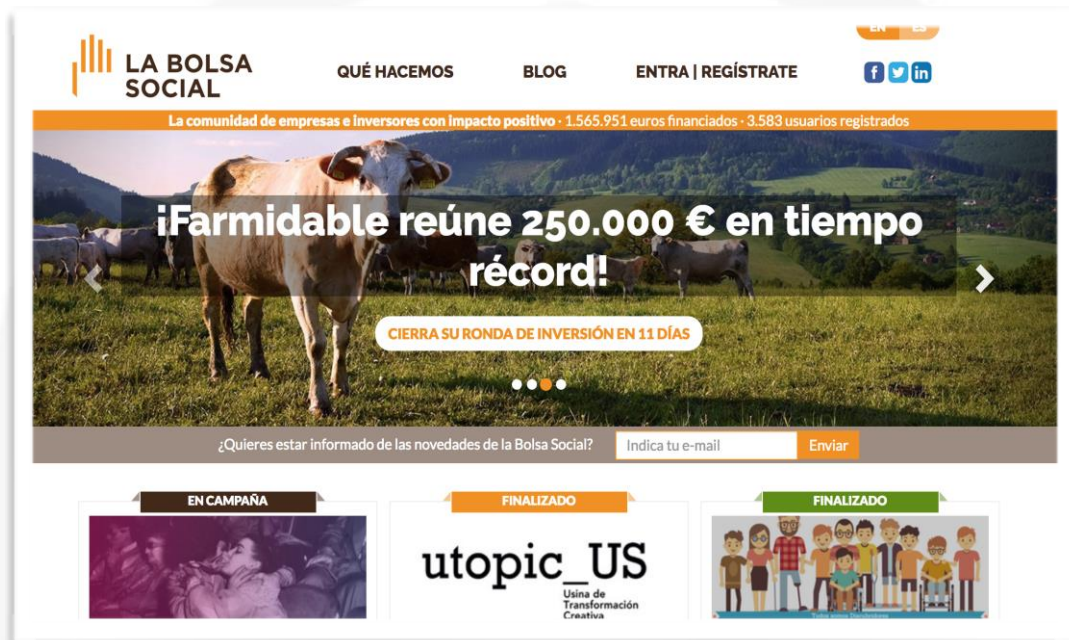 EN ES
LA BOLSA
SOCIAL
QUÉ HACEMOS
BLOG
ENTRA | REGÍSTRATE
La comunidad de empresas e inversores con impacto positivo · 1.565.951 euros financiados · 3.583 usuarios registrados
¡Farmidable reúne 250.000 € en tiempo
récord!
CIERRA SU RONDA DE INVERSIÓN EN 11 DÍAS
¿Quieres estar informado de las novedades de la Bolsa Social?
Indica tu e-mail
Enviar
EN CAMPAÑA
FINALIZADO
FINALIZADO
utopic_US
Usina de
Transformación
Creativa
Todos somos Discubridores